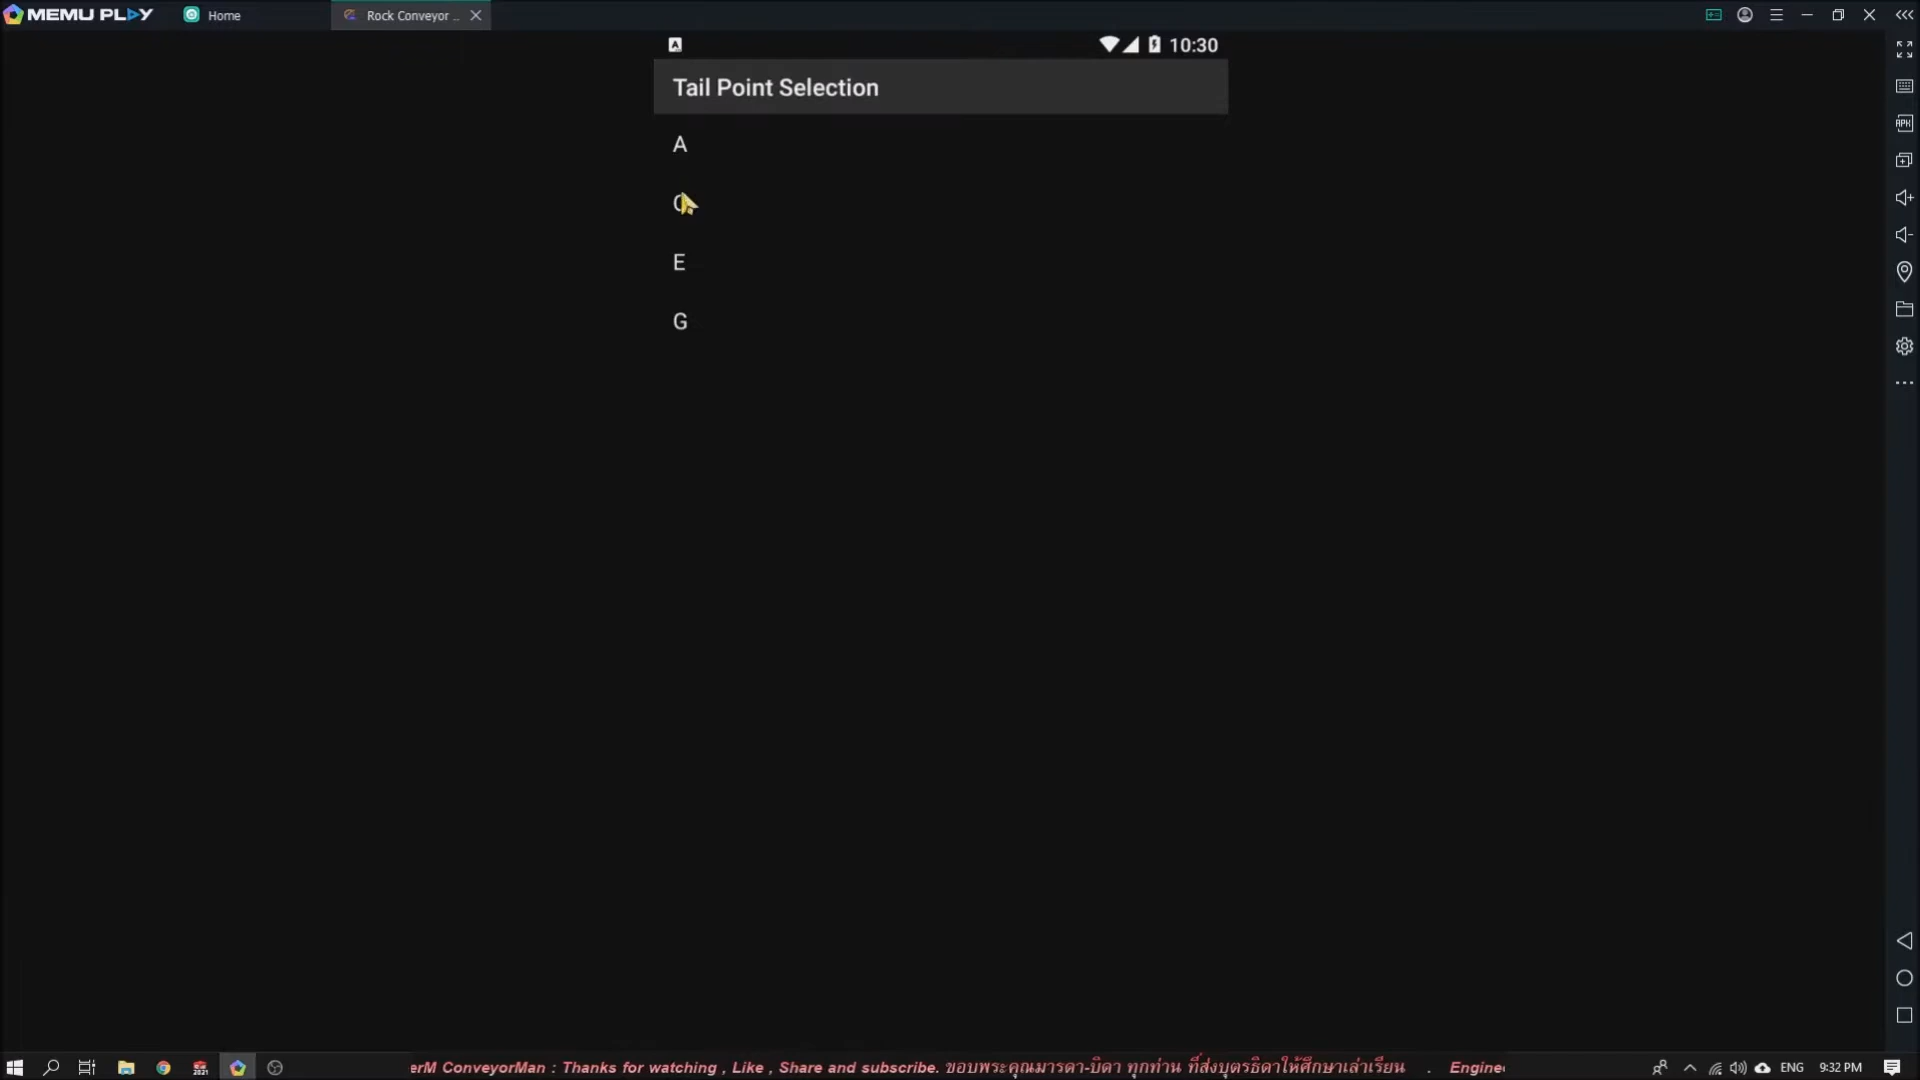 MEMU PLAY
Home
Rock Conveyor ..
10:30
Tail Point Selection
A
E
G
APK
2021
erM ConveyorMan : Thanks for watching , Like , Share and subscribe. ขอบพระคุณมารดา-บิดา ทุกท่าน ที่ส่งบุตรธิดาให้ศึกษาเล่าเรียน . Enginee
ENG
9:32 PM